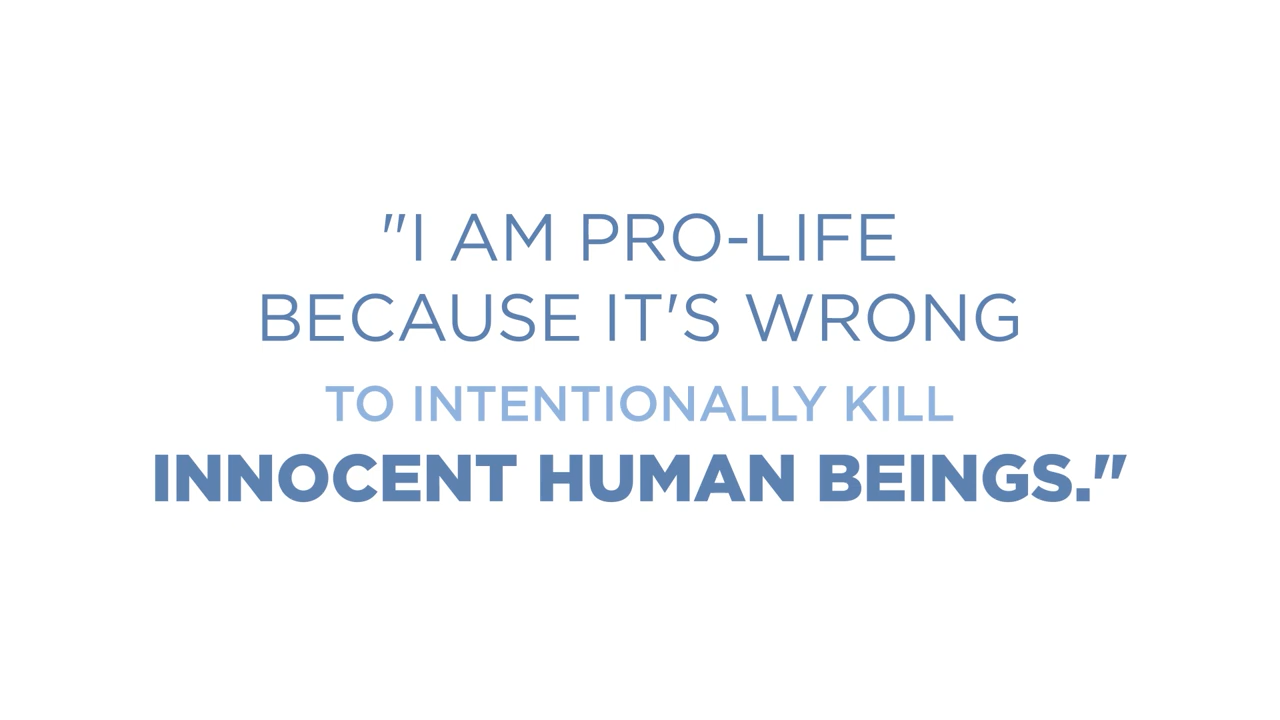 "I AM PRO-LIFE
BECAUSE IT'S WRONG
TO INTENTIONALLY KILL
INNOCENT HUMAN BEINGS."